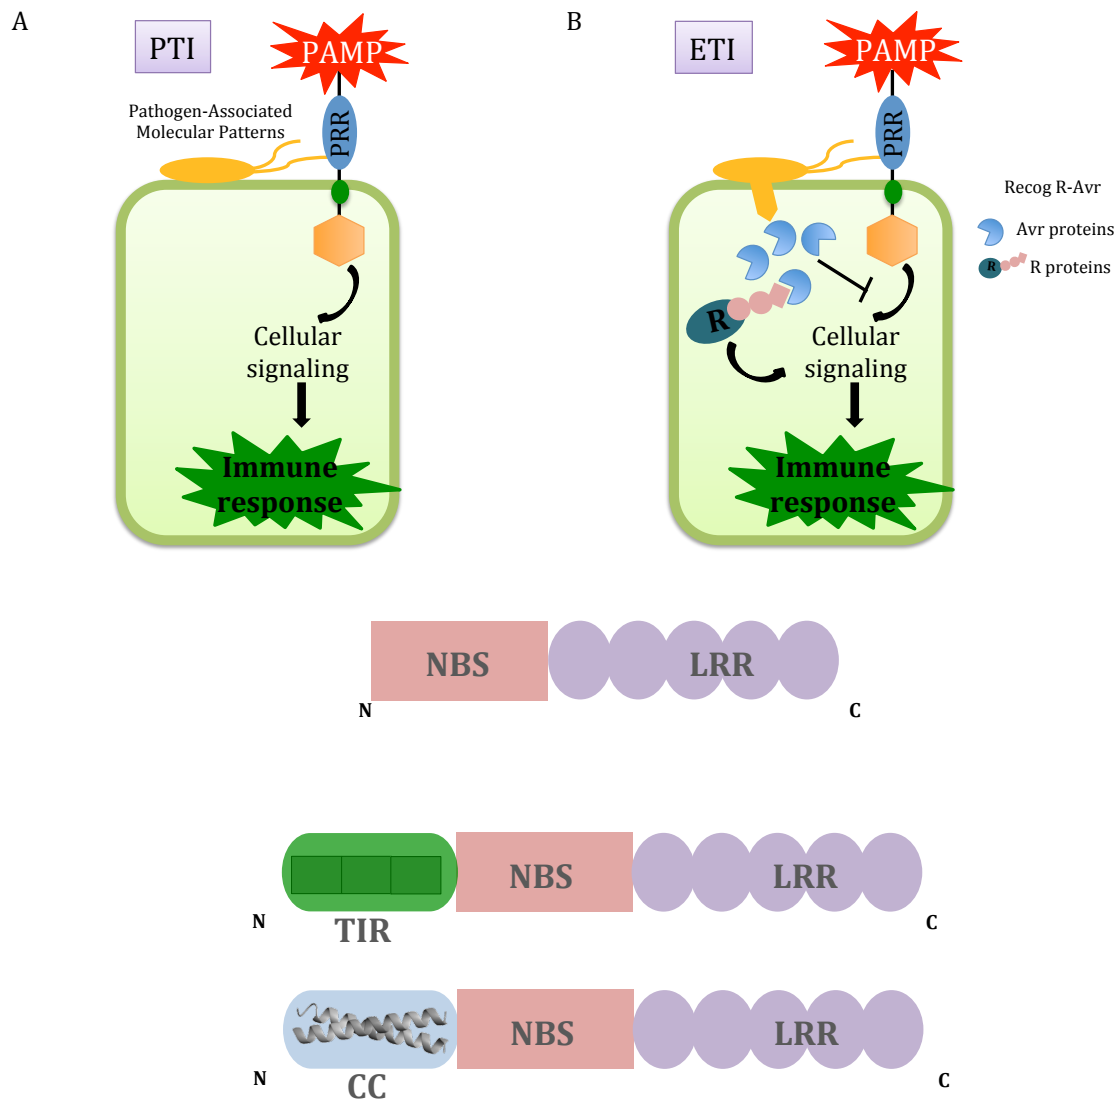 A
PTI
PAMP
Pathogen-Associated
Molecular Patterns
PRR
Cellular
signaling
Immune
response
B
ETI
PAMP
PRR
Recog R-Avr
Avr proteins
R
R proteins
R
Cellular
signaling
Immune
response
NBS
LRR
N
C
NBS
LRR
N
TIR
C
NBS
LRR
N
CC
C